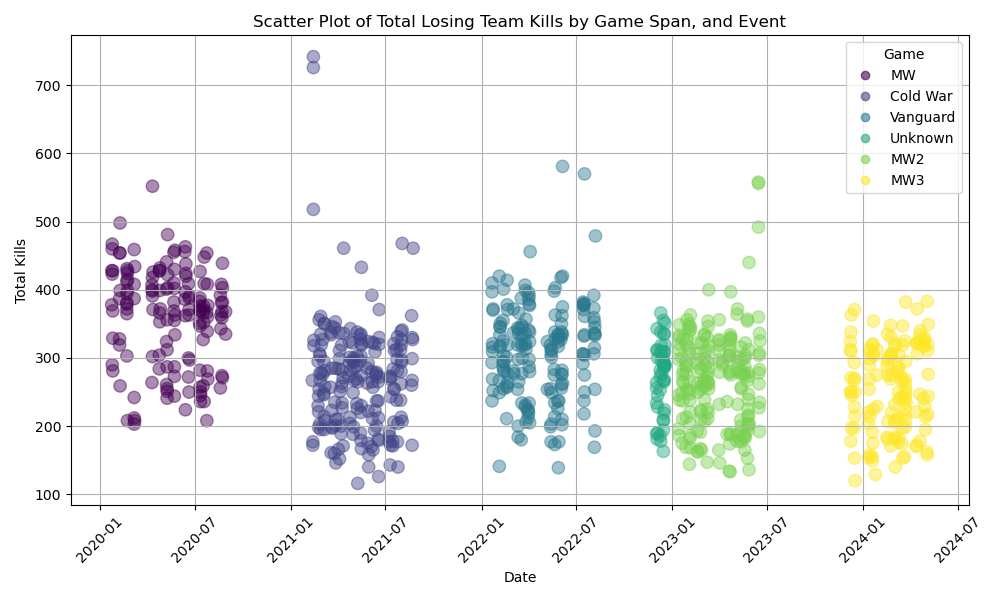 Scatter Plot of Total Losing Team Kills by Game Span, and Event
Game
MW
Cold War
Vanguard
Unknown
MW2
MW3
Total Kills
700
600
500
400
300
200
100
2020-01
2020-07
2021-01
2021-07
2022-01
2022-07
2023-01
2023-07
2024-01
2024-07
Date